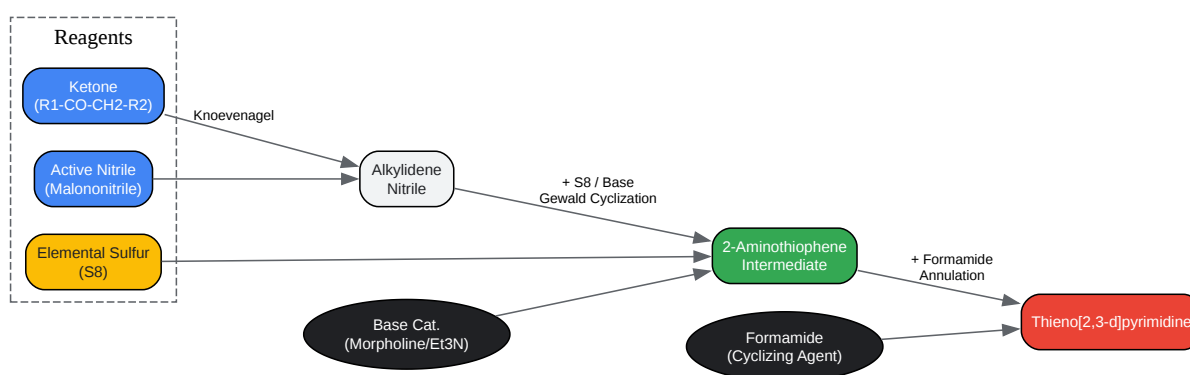 Reagents
Ketone
(R1-CO-CH2-R2)
Knoevenagel
Active Nitrile
(Malononitrile)
Alkylidene
Nitrile
+ S8 / Base
Gewald Cyclization
Elemental Sulfur
(S8)
2-Aminothiophene
Intermediate
+ Formamide
Annulation
Base Cat.
(Morpholine/Et3N)
Formamide
(Cyclizing Agent)
Thieno[2,3-d]pyrimidine